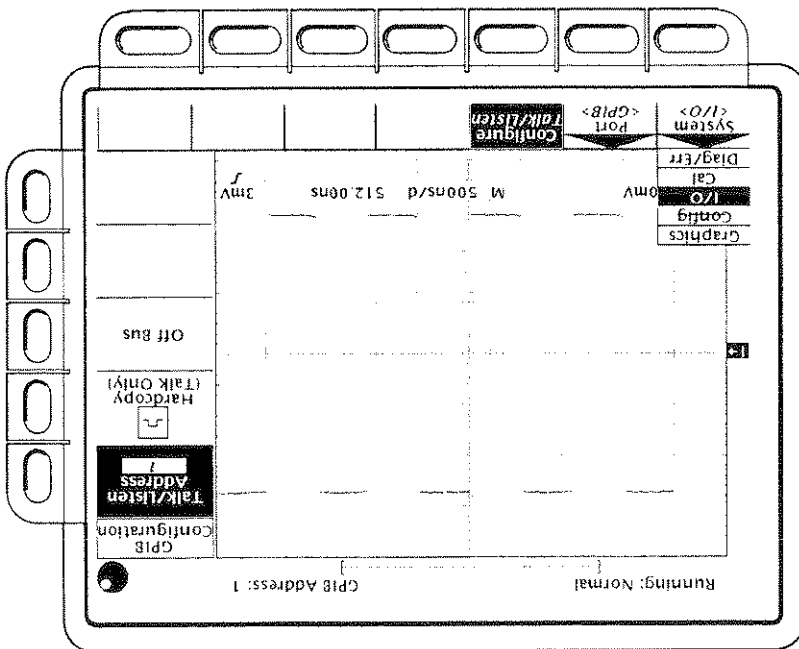 Running: Normal
GPIB Address: 1
GPIB
Configuration
Talk/Listen
Address
1
Hardcopy
(Talk Only)
Off Bus
Graphics
Config
I/O
Cal
Diag/Err
0mV M 500ns/d 512.00ns 3mV
System
<I/O>
Port
<GPIB>
Configure
Talk/Listen